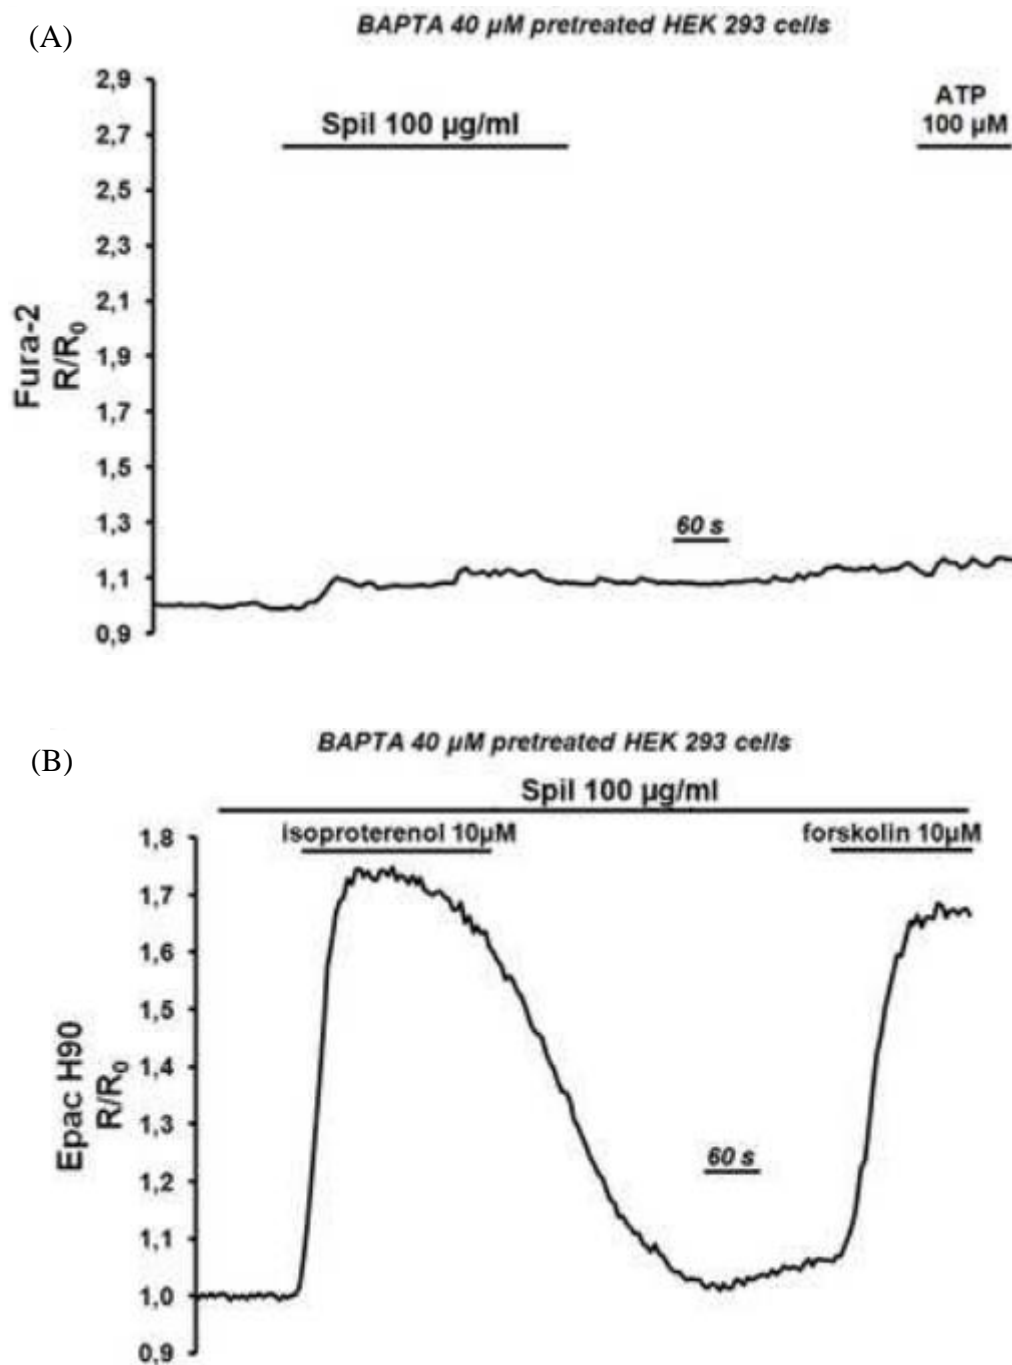 (A)
BAPTA 40 µM pretreated HEK 293 cells
2,9
2,7
2,5
2,3
2,1
1,9
1,7
1,5
1,3
1,1
0,9
Fura-2
R/R0
Spil 100 µg/ml
ATP
100 µM
60 s
(B)
BAPTA 40 µM pretreated HEK 293 cells
Spil 100 µg/ml
isoproterenol 10µM
forskolin 10µM
1,8
1,7
1,6
1,5
1,4
1,3
1,2
1,1
1,0
0,9
Epac H90
R/R0
60 s